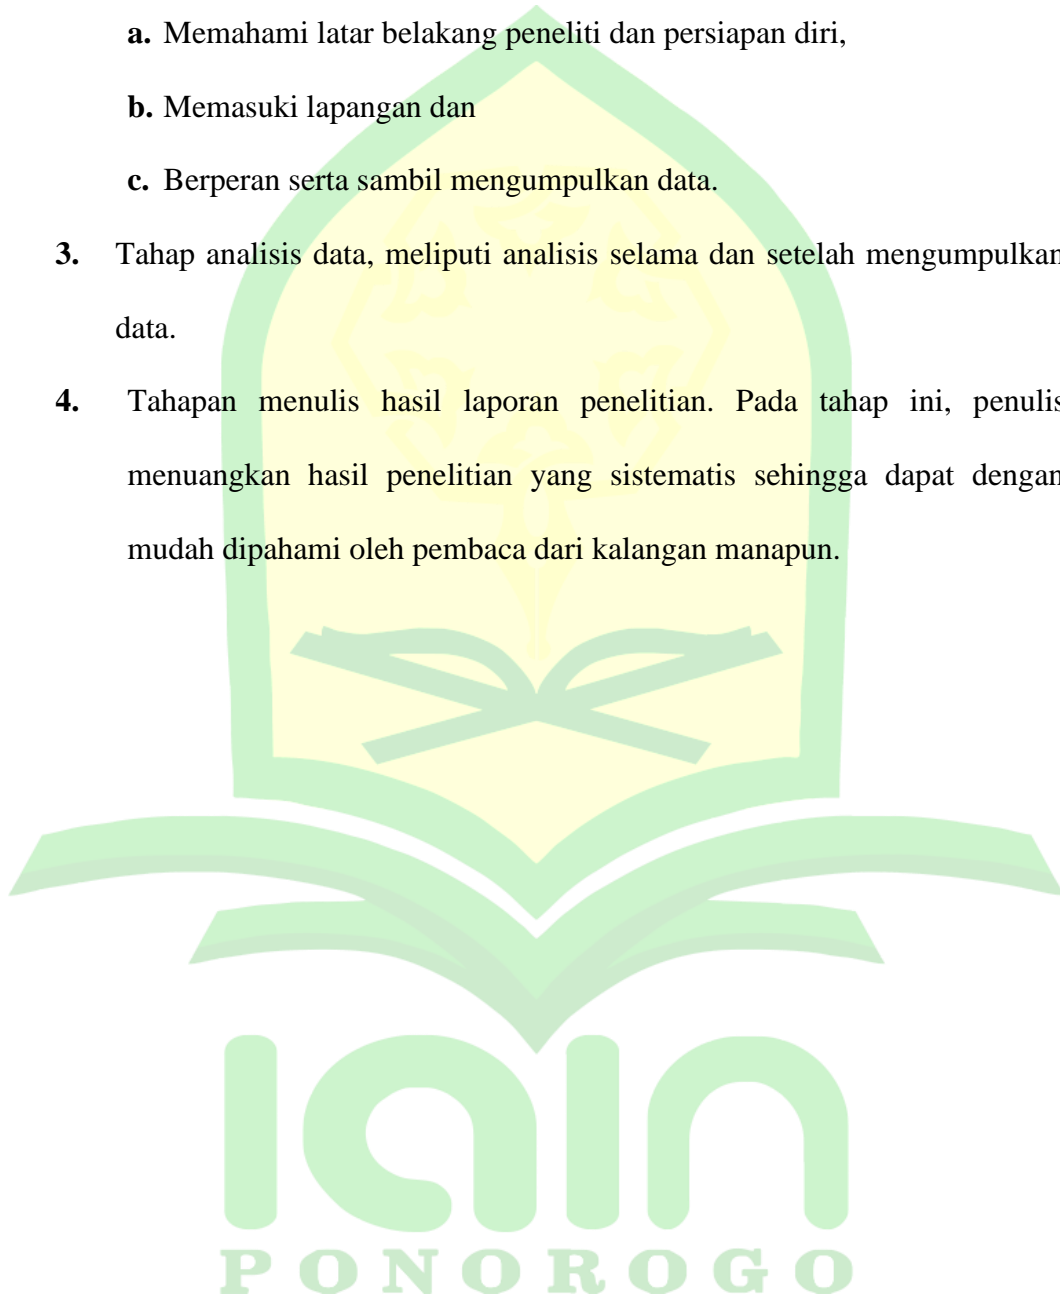 a. Memahami latar belakang peneliti dan persiapan diri,
b. Memasuki lapangan dan
c. Berperan serta sambil mengumpulkan data.
3. Tahap analisis data, meliputi analisis selama dan setelah mengumpulkan
data.
4. Tahapan menulis hasil laporan penelitian. Pada tahap ini, penulis
menuangkan hasil penelitian yang sistematis sehingga dapat dengan
mudah dipahami oleh pembaca dari kalangan manapun.
iain
PONOROGO